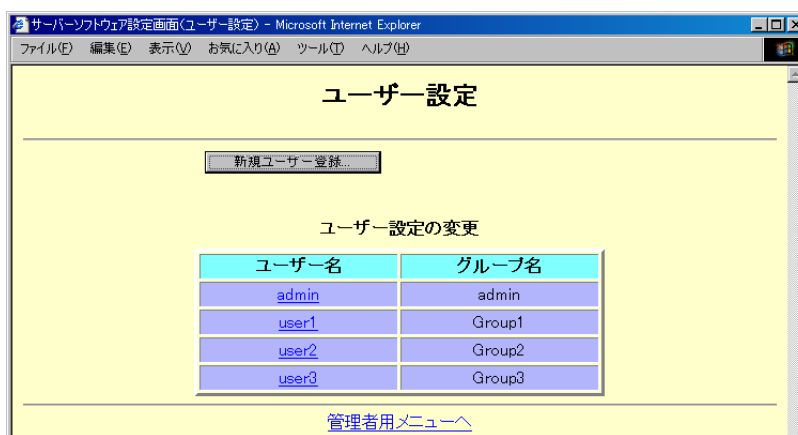 サーバーソフトウェア設定画面(ユーザー設定) - Microsoft Internet Explorer
ファイル(F) 編集(E) 表示(V) お気に入り(A) ツール(T) ヘルプ(H)
ユーザー設定
新規ユーザー登録...
ユーザー設定の変更
ユーザー名 グループ名
admin admin
user1 Group1
user2 Group2
user3 Group3
管理者用メニューへ